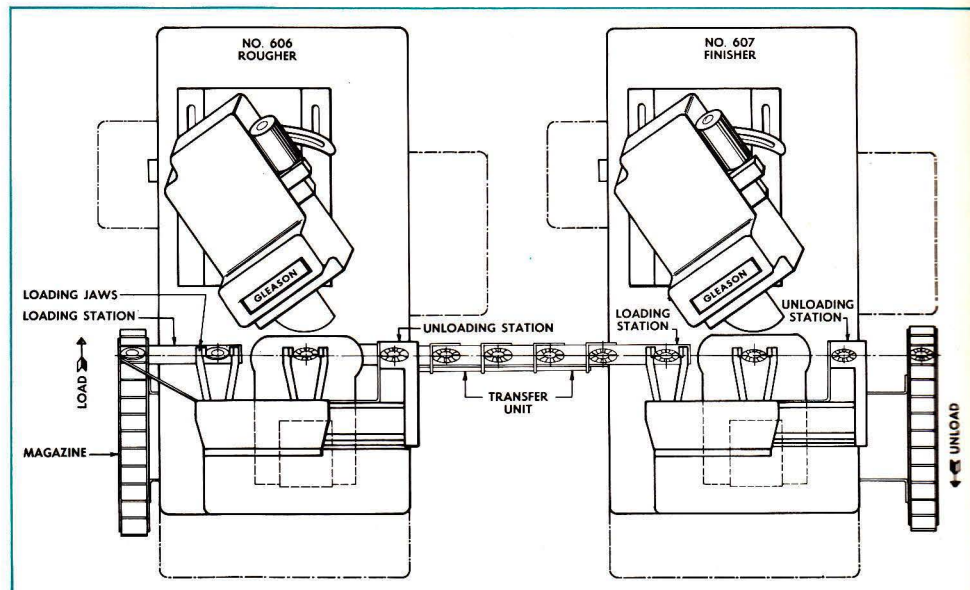 NO. 606
ROUGHER
NO. 607
FINISHER
GLEASON
GLEASON
LOADING JAWS
LOADING STATION
UNLOADING STATION
LOADING
STATION
UNLOADING
STATION
LOAD
TRANSFER
UNIT
MAGAZINE
UNLOAD